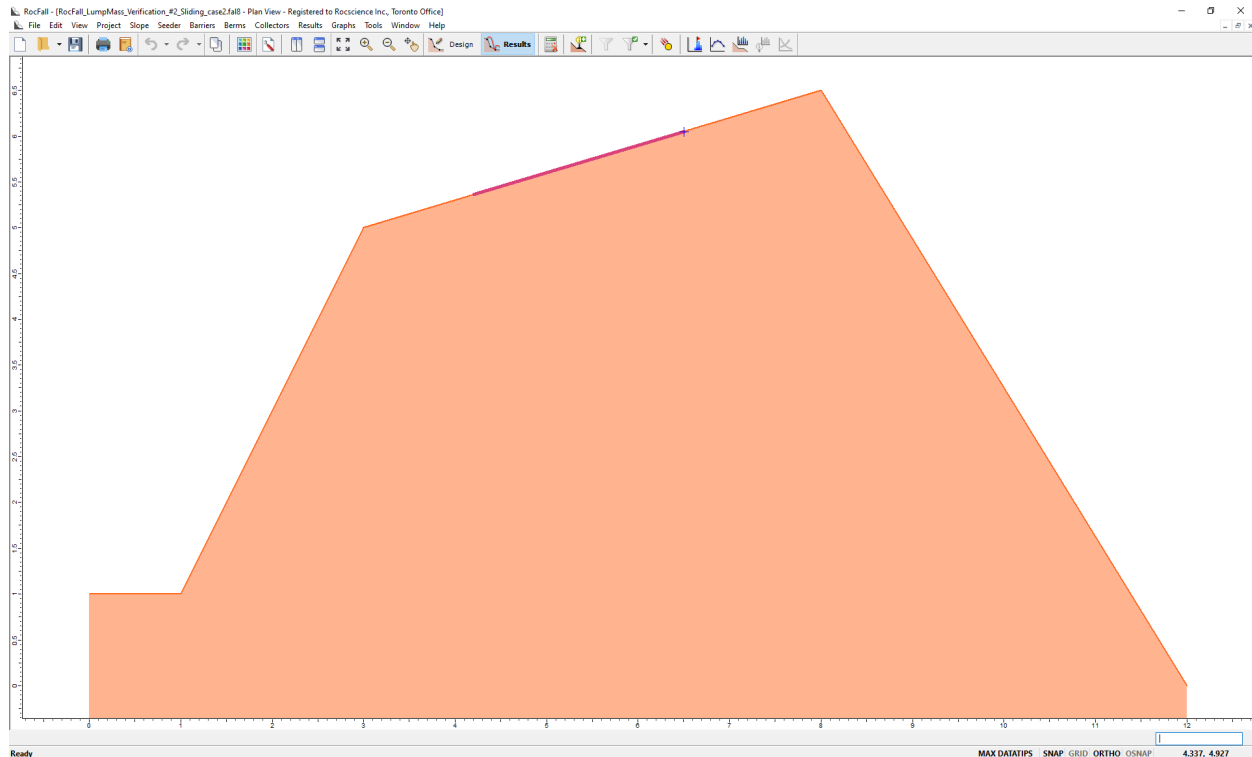 RocFall - [RocFall_LumpMass_Verification_#2_Sliding_case2.fal8 - Plan View - Registered to Rocscience Inc., Toronto Office]
File Edit View Project Slope Seeder Barriers Berms Collectors Results Graphs Tools Window Help
Design Results
6.5
6
5.5
5
4.5
4
3.5
3
2.5
2
1.5
1
0.5
0
0 1 2 3 4 5 6 7 8 9 10 11 12
Ready MAX DATATIPS SNAP GRID ORTHO OSNAP 4.337, 4.927